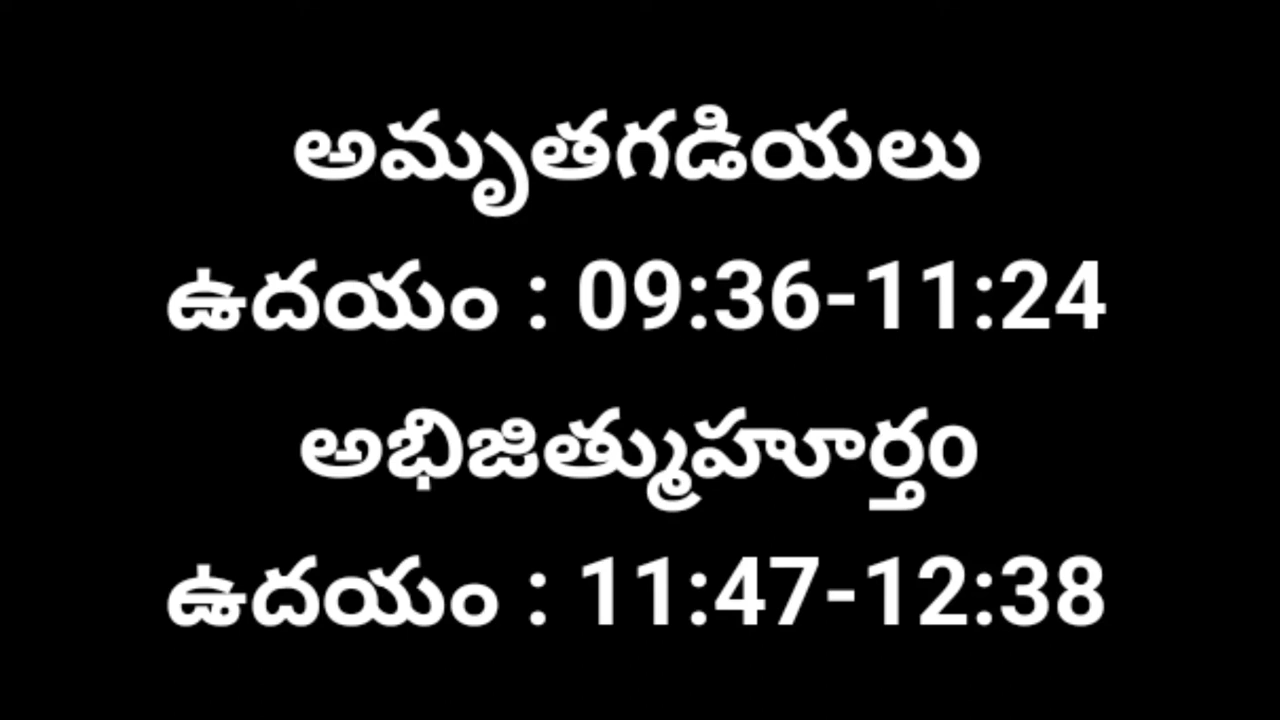 అమృతగడియలు
ఉదయం : 09:36-11:24
అభిజిత్ముహూర్తం
ఉదయం : 11:47-12:38